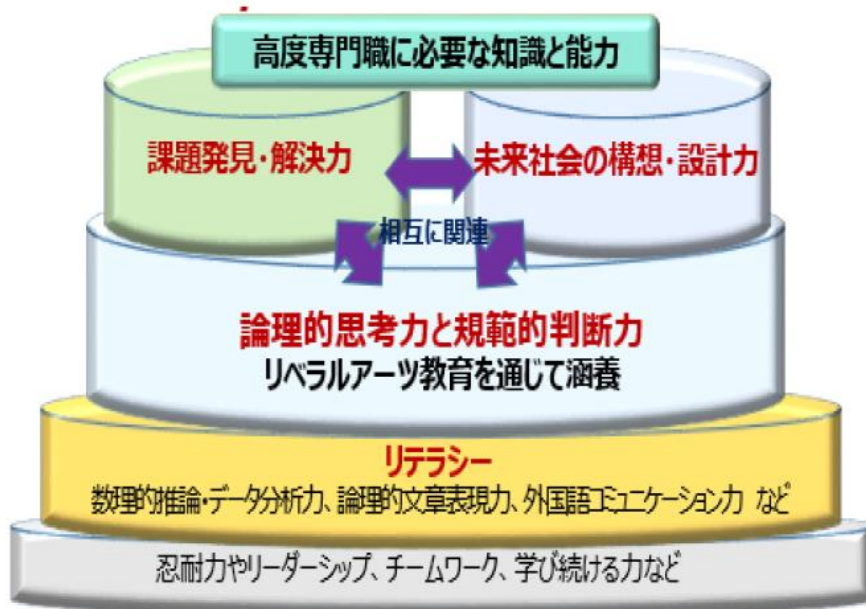 高度専門職に必要な知識と能力
課題発見・解決力
未来社会の構想・設計力
相互に関連
論理的思考力と規範的判断力
リベラルアーツ教育を通じて涵養
リテラシー
数理的推論・データ分析力、論理的文章表現力、外国語コミュニケーション力 など
忍耐力やリーダーシップ、チームワーク、学び続ける力など